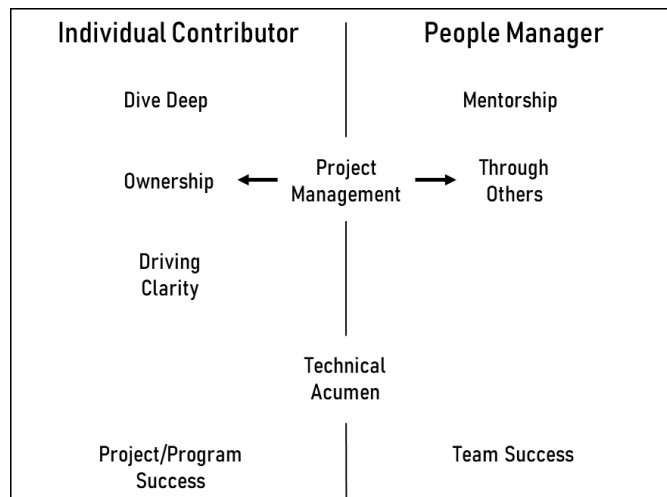 Individual Contributor
People Manager
Dive Deep
Mentorship
Ownership
Project
Management
Through
Others
Driving
Clarity
Technical
Acumen
Project/Program
Success
Team Success